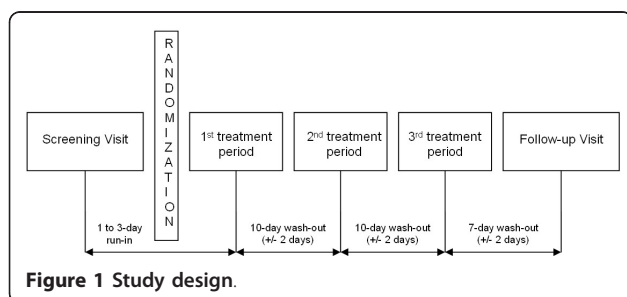 RANDOMIZATION
Screening Visit
1st treatment
period
2nd treatment
period
3rd treatment
period
Follow-up Visit
1 to 3-day
run-in
10-day wash-out
(+/- 2 days)
10-day wash-out
(+/- 2 days)
7-day wash-out
(+/- 2 days)
Figure 1 Study design.